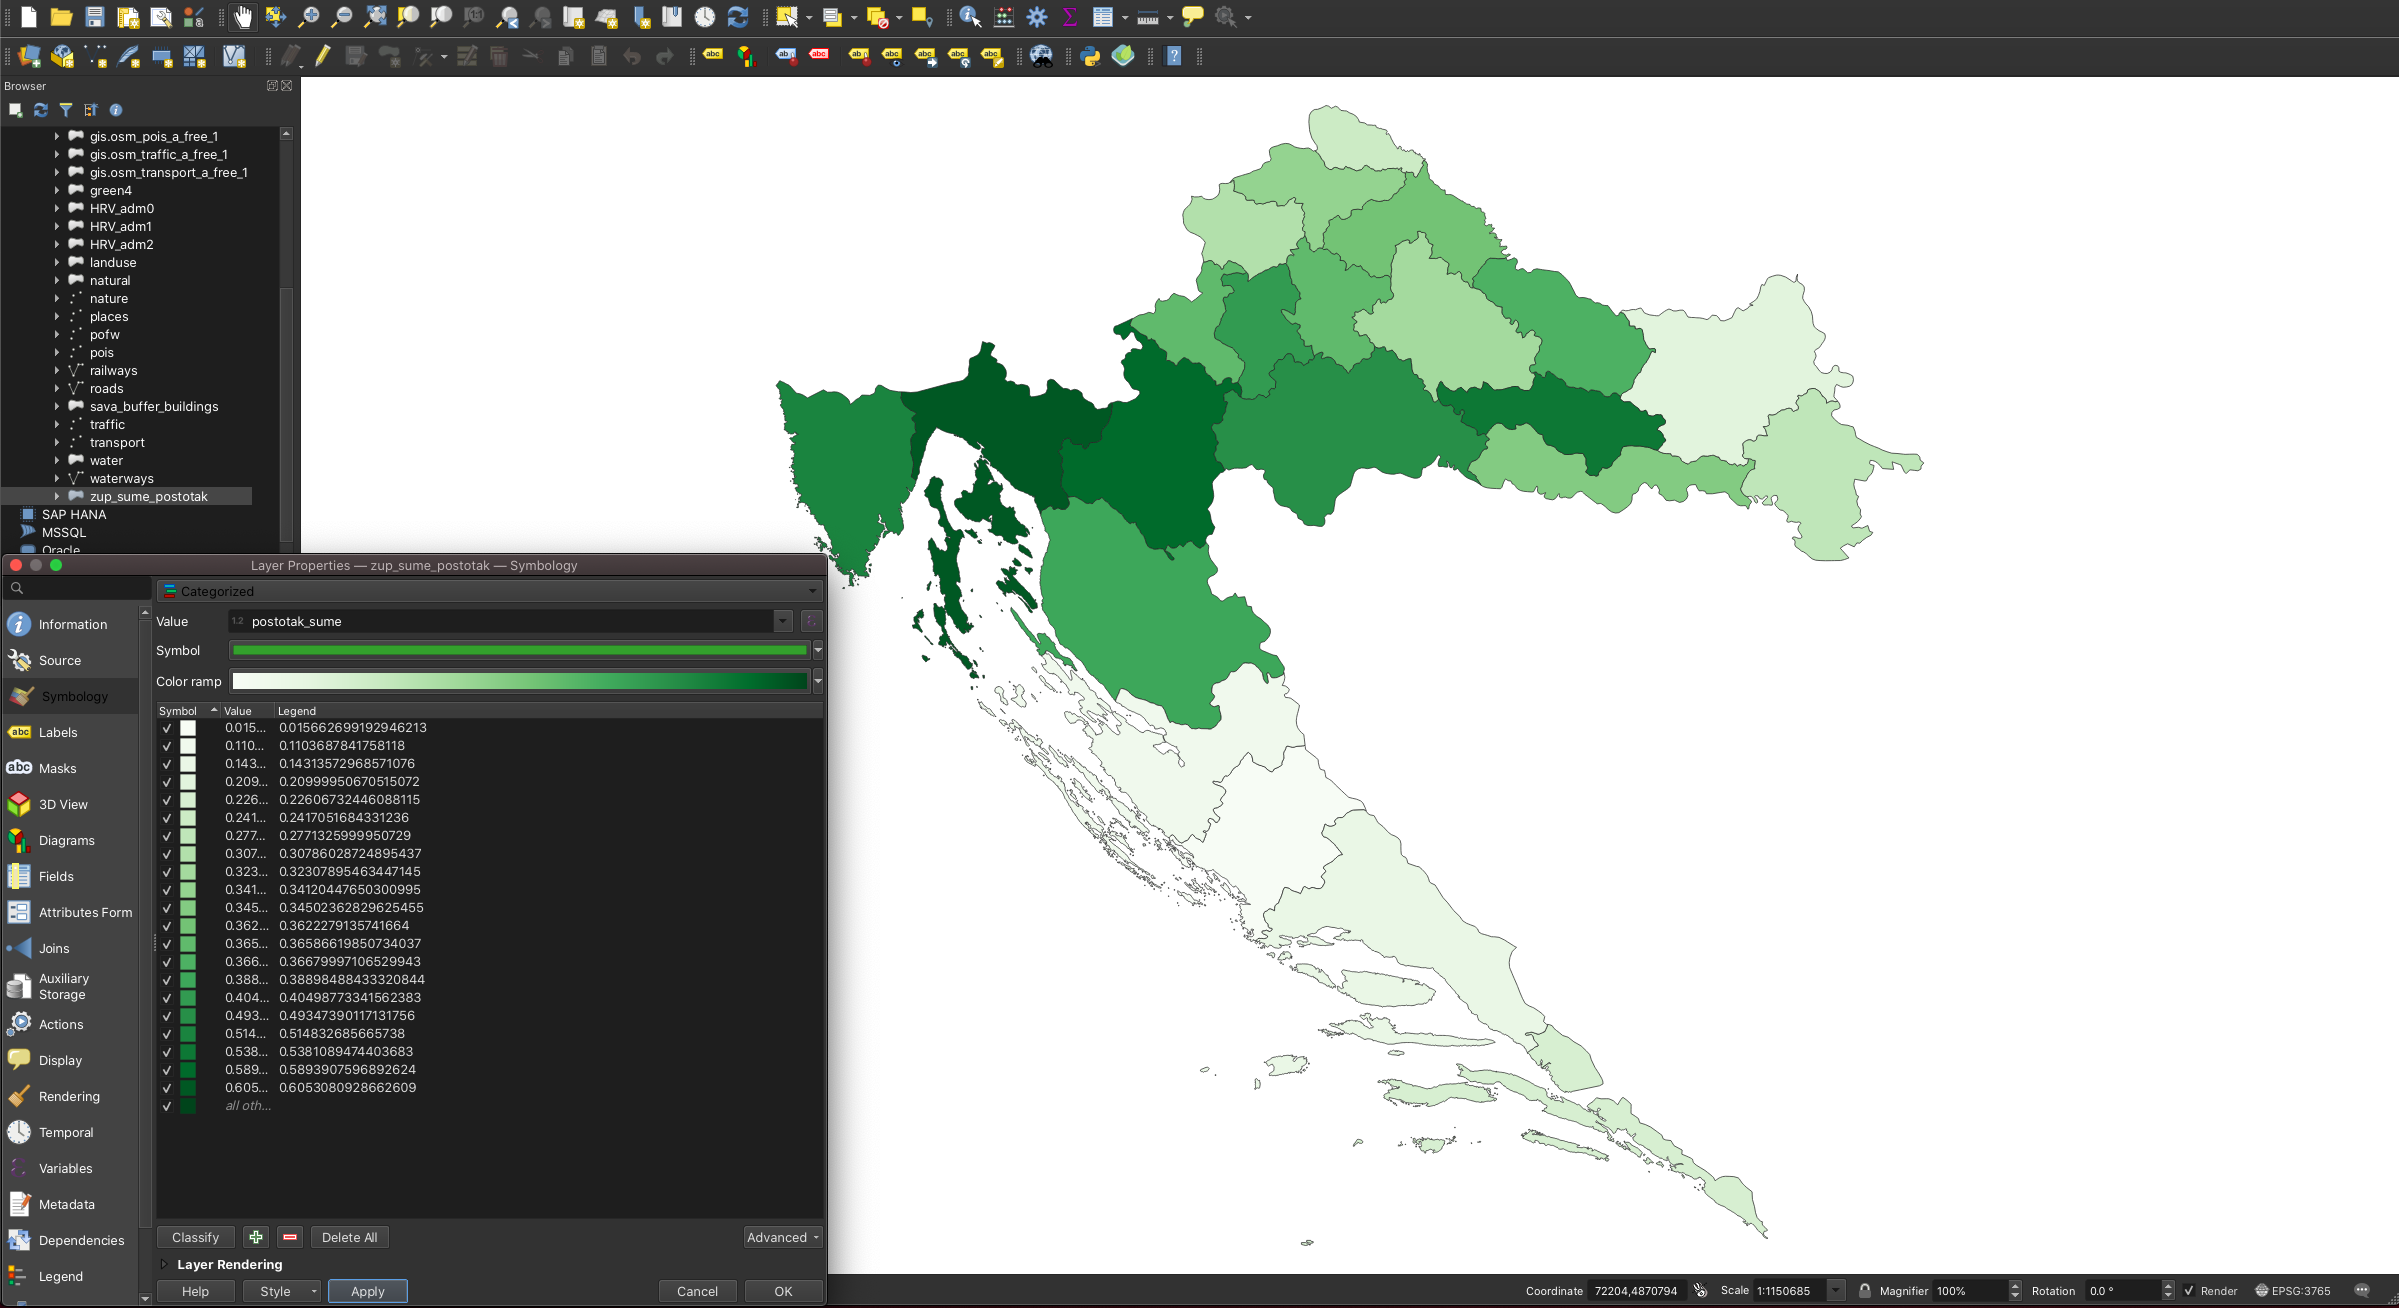 Browser
gis.osm_pois_a_free_1
gis.osm_traffic_a_free_1
gis.osm_transport_a_free_1
green4
HRV_adm0
HRV_adm1
HRV_adm2
landuse
natural
nature
places
pofw
pois
railways
roads
sava_buffer_buildings
traffic
transport
water
waterways
zup_sume_postotak
SAP HANA
MSSQL
Oracle
Layer Properties — zup_sume_postotak — Symbology
Information
Source
Symbology
Labels
Masks
3D View
Diagrams
Fields
Attributes Form
Joins
Auxiliary Storage
Actions
Display
Rendering
Temporal
Variables
Metadata
Dependencies
Legend
Categorized
Value 1.2 postotak_sume
Symbol
Color ramp
Symbol Value Legend
0.015... 0.015662699192946213
0.110... 0.1103687841758118
0.143... 0.14313572968571076
0.209... 0.20999950670515072
0.226... 0.22606732446088115
0.241... 0.2417051684331236
0.277... 0.2771325999950729
0.307... 0.30786028724895437
0.323... 0.32307895463447145
0.341... 0.34120447650300995
0.345... 0.34502362829625455
0.362... 0.3622279135741664
0.365... 0.36586619850734037
0.366... 0.36679997106529943
0.388... 0.38898488433320844
0.404... 0.40498773341562383
0.493... 0.49347390117131756
0.514... 0.514832685665738
0.538... 0.5381089474403683
0.589... 0.5893907596892624
0.605... 0.6053080928662609
all oth...
Classify Delete All Advanced
Layer Rendering
Help Style Apply Cancel OK
Coordinate 72204,4870794 Scale 1:1150685 Magnifier 100% Rotation 0.0 ° Render EPSG:3765